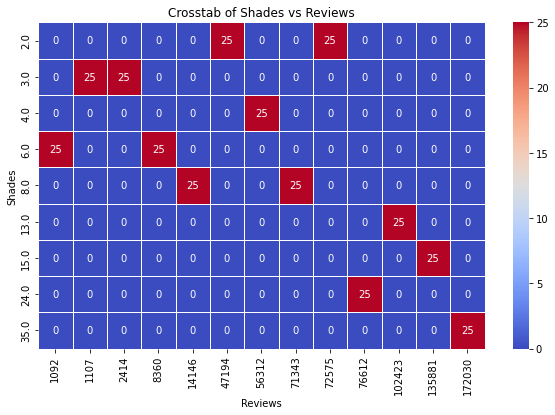 Crosstab of Shades vs Reviews
Shades
2.0 0 0 0 0 0 25 0 0 25 0 0 0 0
3.0 0 25 25 0 0 0 0 0 0 0 0 0 0
4.0 0 0 0 0 0 0 25 0 0 0 0 0 0
6.0 25 0 0 25 0 0 0 0 0 0 0 0 0
8.0 0 0 0 0 25 0 0 25 0 0 0 0 0
13.0 0 0 0 0 0 0 0 0 0 0 25 0 0
15.0 0 0 0 0 0 0 0 0 0 0 0 25 0
24.0 0 0 0 0 0 0 0 0 0 25 0 0 0
35.0 0 0 0 0 0 0 0 0 0 0 0 0 25
1092 1107 2414 8360 14146 47194 56312 71343 72575 76612 102423 135881 172030
Reviews
25
20
15
10
5
0